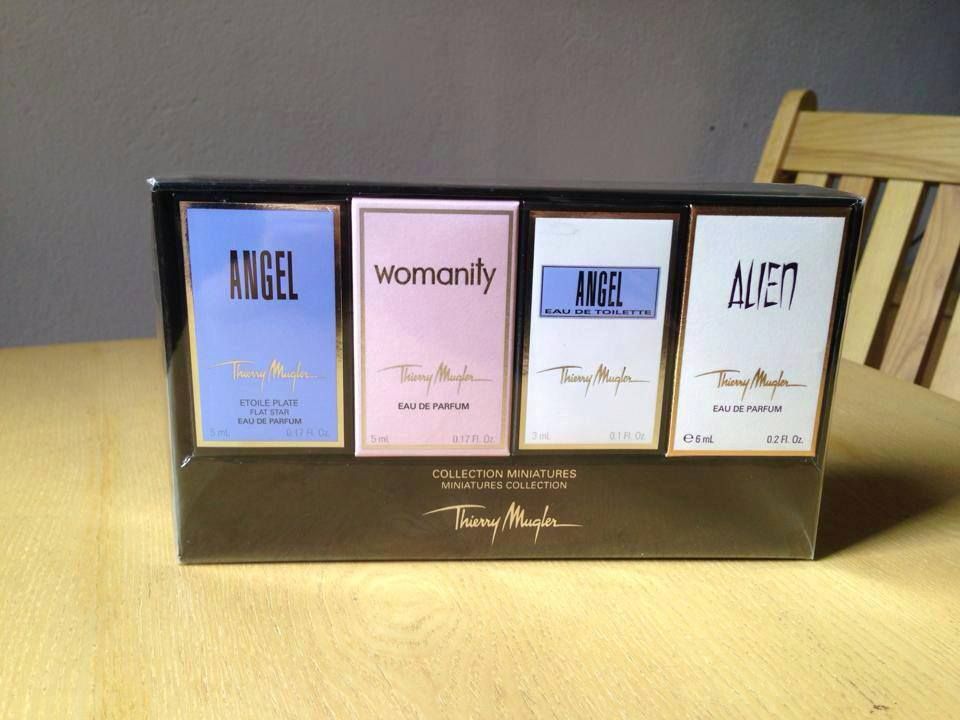 ANGEL
Thierry Mugler
ETOILE PLATE
FLAT STAR
EAU DE PARFUM
5 mL 0.17 Fl. Oz.
womanity
Thierry Mugler
EAU DE PARFUM
5 mL 0.17 Fl. Oz.
ANGEL
EAU DE TOILETTE
Thierry Mugler
3 mL 0.1 Fl. Oz.
ALIEN
Thierry Mugler
EAU DE PARFUM
℮ 6 mL 0.2 Fl. Oz.
COLLECTION MINIATURES
MINIATURES COLLECTION
Thierry Mugler